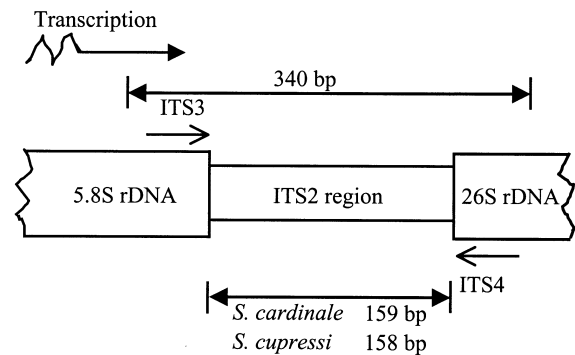 Transcription
340 bp
ITS3
5.8S rDNA ITS2 region 26S rDNA
ITS4
S. cardinale 159 bp
S. cupressi 158 bp